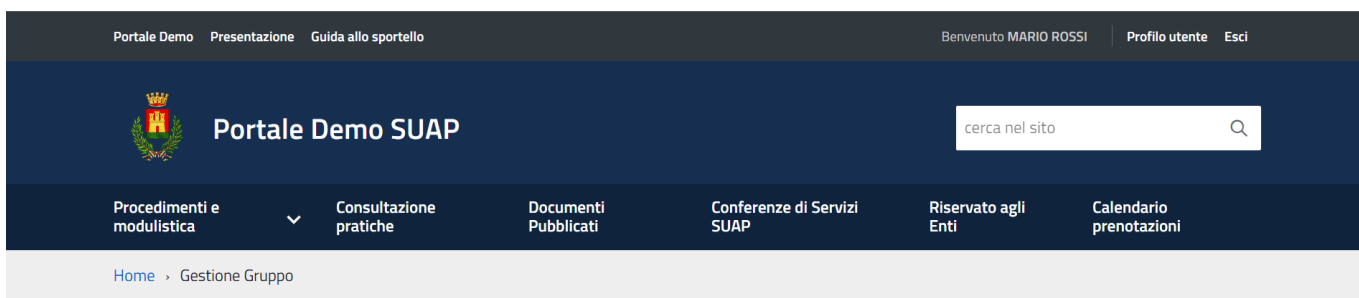 Portale Demo Presentazione Guida allo sportello Benvenuto MARIO ROSSI Profilo utente Esci
Portale Demo SUAP cerca nel sito
Procedimenti e modulistica
Consultazione pratiche
Documenti Pubblicati
Conferenze di Servizi SUAP
Riservato agli Enti
Calendario prenotazioni
Home › Gestione Gruppo